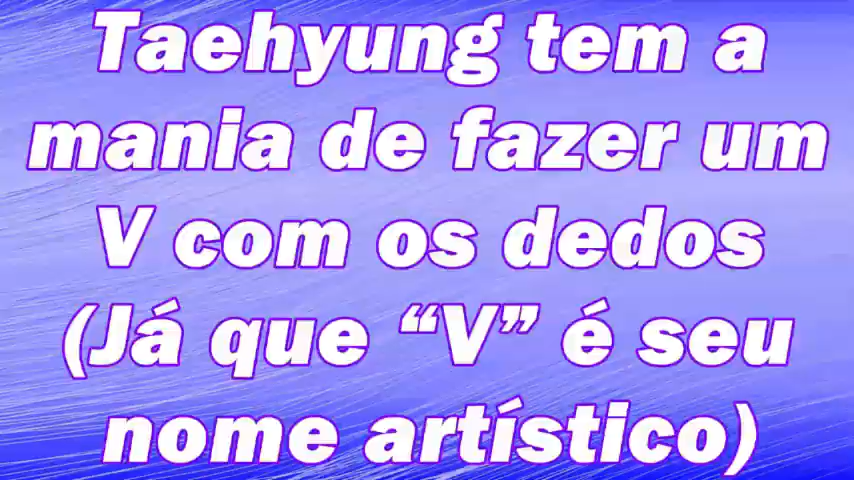 Taehyung tem a
mania de fazer um
V com os dedos
(Já que “V” é seu
nome artístico)